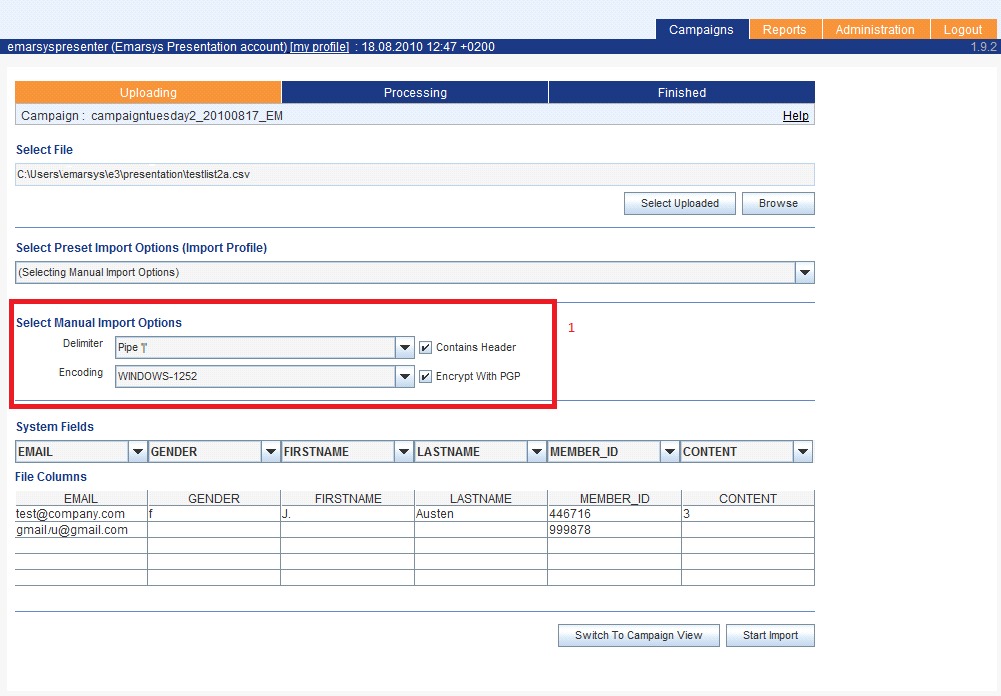 Campaigns Reports Administration Logout
emarsyspresenter (Emarsys Presentation account) [my profile] : 18.08.2010 12:47 +0200 1.9.2
Uploading Processing Finished
Campaign : campaigntuesday2_20100817_EM Help
Select File
C:\Users\emarsys\e3\presentation\testlist2a.csv
Select Uploaded Browse
Select Preset Import Options (Import Profile)
(Selecting Manual Import Options)
Select Manual Import Options 1
Delimiter Pipe '|' Contains Header
Encoding WINDOWS-1252 Encrypt With PGP
System Fields
EMAIL GENDER FIRSTNAME LASTNAME MEMBER_ID CONTENT
File Columns
EMAIL GENDER FIRSTNAME LASTNAME MEMBER_ID CONTENT
test@company.com f J. Austen 446716 3
999878
Switch To Campaign View Start Import